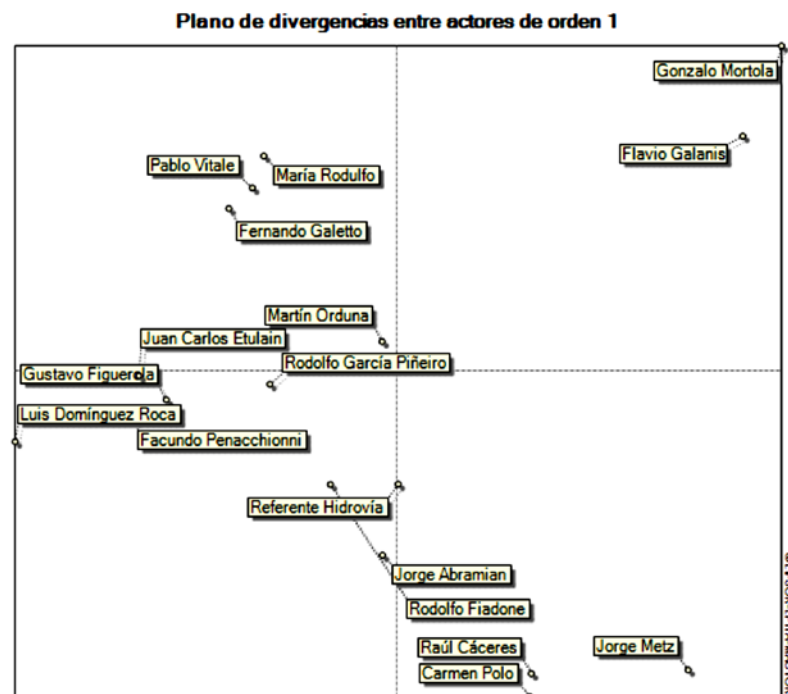 Plano de divergencias entre actores de orden 1
Gonzalo Mortola
Flavio Galanis
Pablo Vitale
María Rodulfo
Fernando Galetto
Martín Orduna
Juan Carlos Etulain
Rodolfo García Piñeiro
Gustavo Figueroa
Luis Domínguez Roca
Facundo Penacchionni
Referente Hidrovía
Jorge Abramian
Rodolfo Fiadone
Raúl Cáceres
Jorge Metz
Carmen Polo